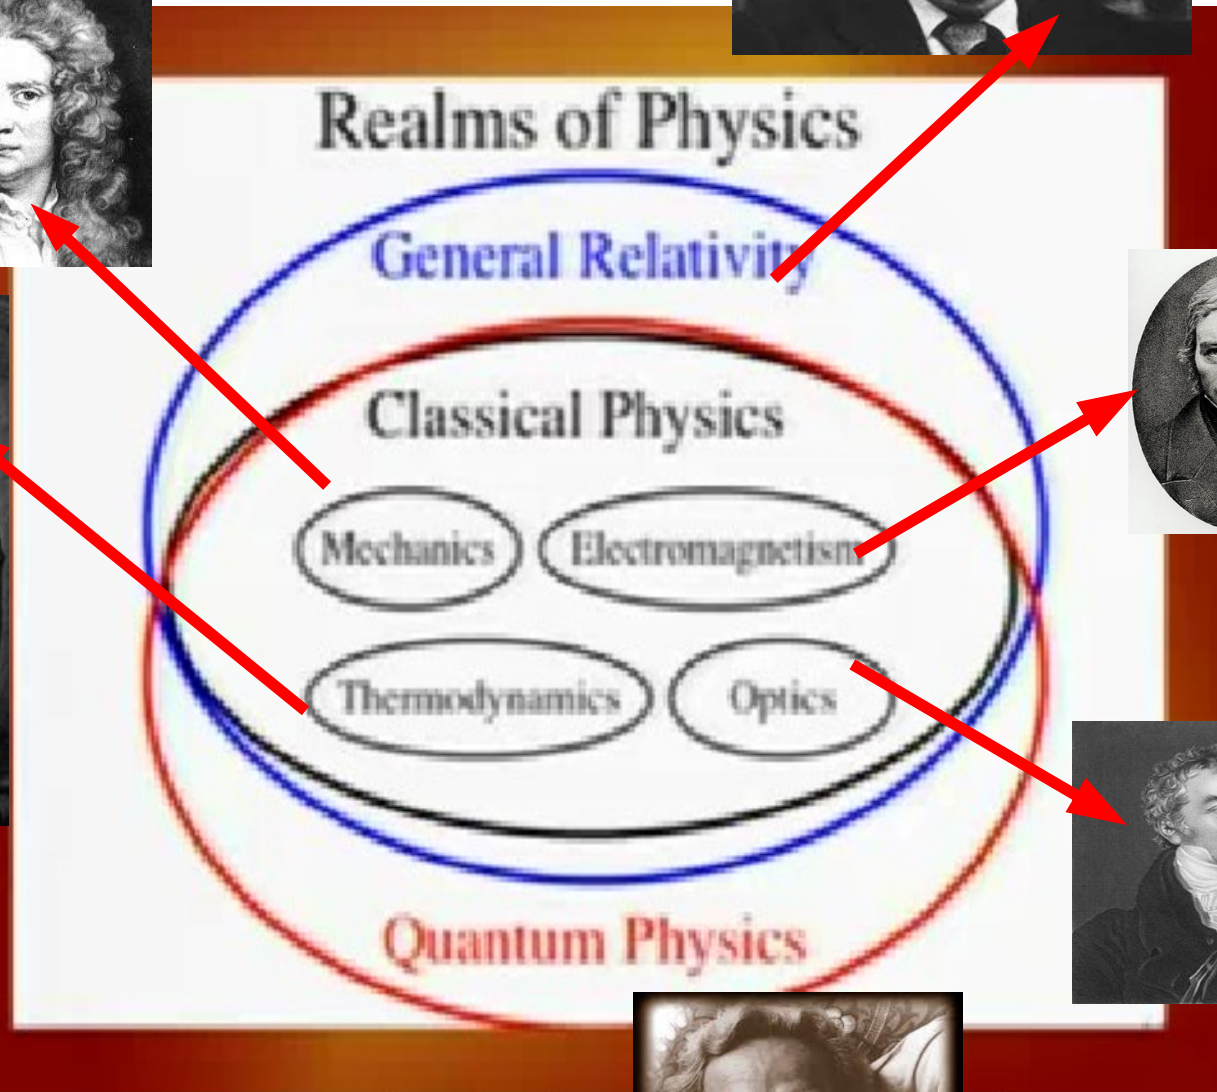 Realms of Physics
General Relativity
Classical Physics
Mechanics
Electromagnetism
Thermodynamics
Optics
Quantum Physics